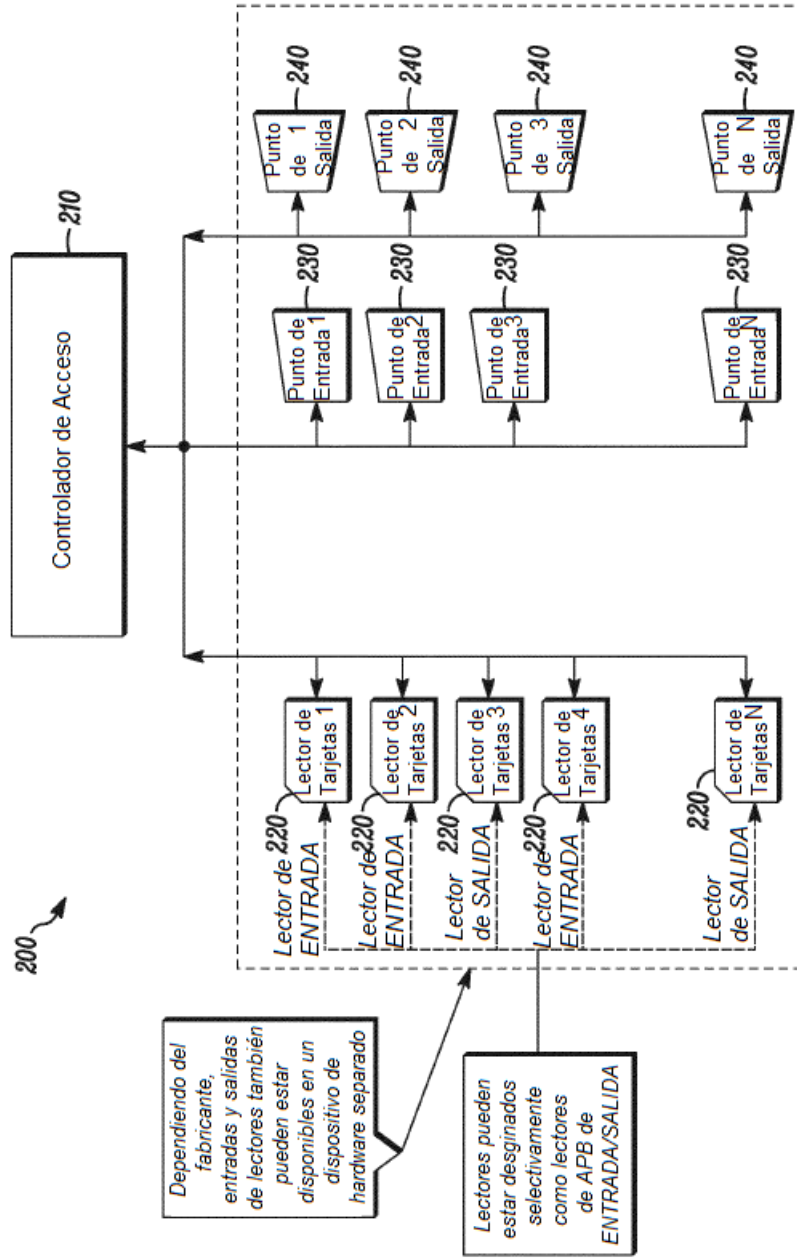 200
Controlador de Acceso
210
Dependiendo del
fabricante,
entradas y salidas
de lectores también
pueden estar
disponibles en un
dispositivo de
hardware separado
Lectores pueden
estar desginados
selectivamente
como lectores
de APB de
ENTRADA/SALIDA
Lector de
ENTRADA
220
Lector de
Tarjetas 1
Lector de
ENTRADA
220
Lector de
Tarjetas 2
Lector
de SALIDA
220
Lector de
Tarjetas 3
Lector de
ENTRADA
220
Lector de
Tarjetas 4
Lector
de SALIDA
220
Lector de
Tarjetas N
Punto de
Entrada 1
230
Punto de
Entrada2
230
Punto de
Entrada3
230
Punto de
Entrada N
230
Punto
de 1
Salida
240
Punto
de 2
Salida
240
Punto
de 3
Salida
240
Punto
de N
Salida
240